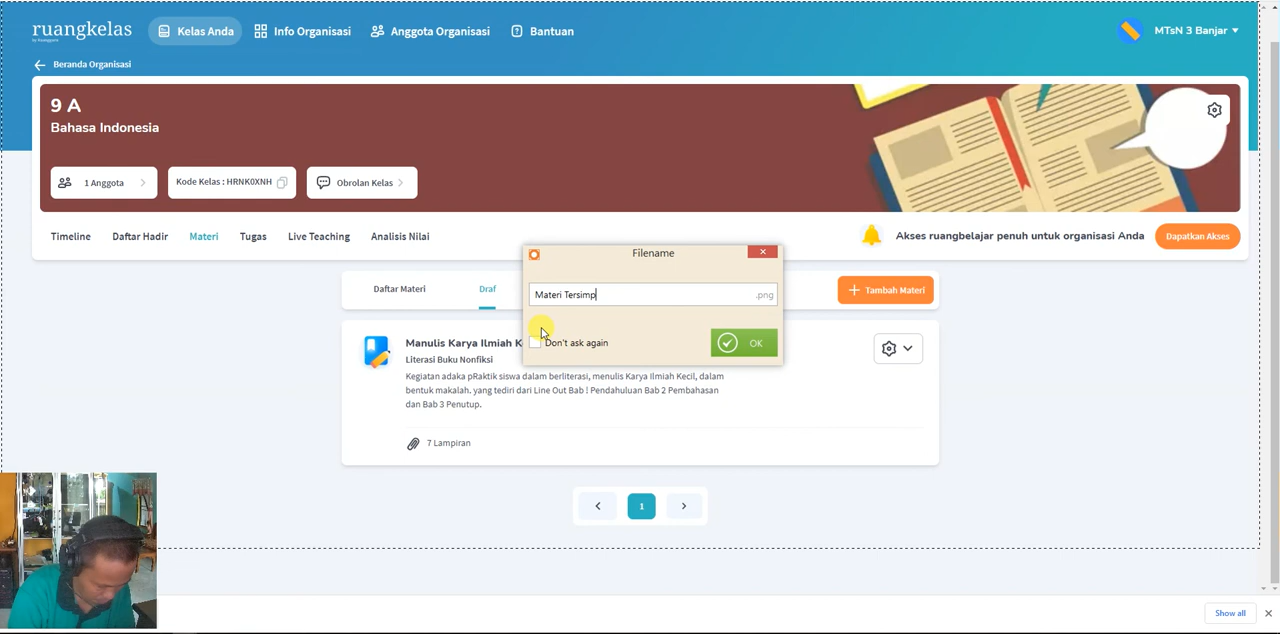 ruangkelas
by Ruangguru
Kelas Anda
Info Organisasi
Anggota Organisasi
Bantuan
MTsN 3 Banjar
Beranda Organisasi
9 A
Bahasa Indonesia
1 Anggota
Kode Kelas : HRNK0XNH
Obrolan Kelas
Timeline
Daftar Hadir
Materi
Tugas
Live Teaching
Analisis Nilai
Akses ruangbelajar penuh untuk organisasi Anda
Dapatkan Akses
Filename
Materi Tersimp
.png
Don't ask again
OK
Daftar Materi
Draf
Tambah Materi
Manulis Karya Ilmiah K
Literasi Buku Nonfiksi
Kegiatan adaka pRaktik siswa dalam berliterasi, menulis Karya Ilmiah Kecil, dalam
bentuk makalah. yang tediri dari Line Out Bab ! Pendahuluan Bab 2 Pembahasan
dan Bab 3 Penutup.
7 Lampiran
1
Show all